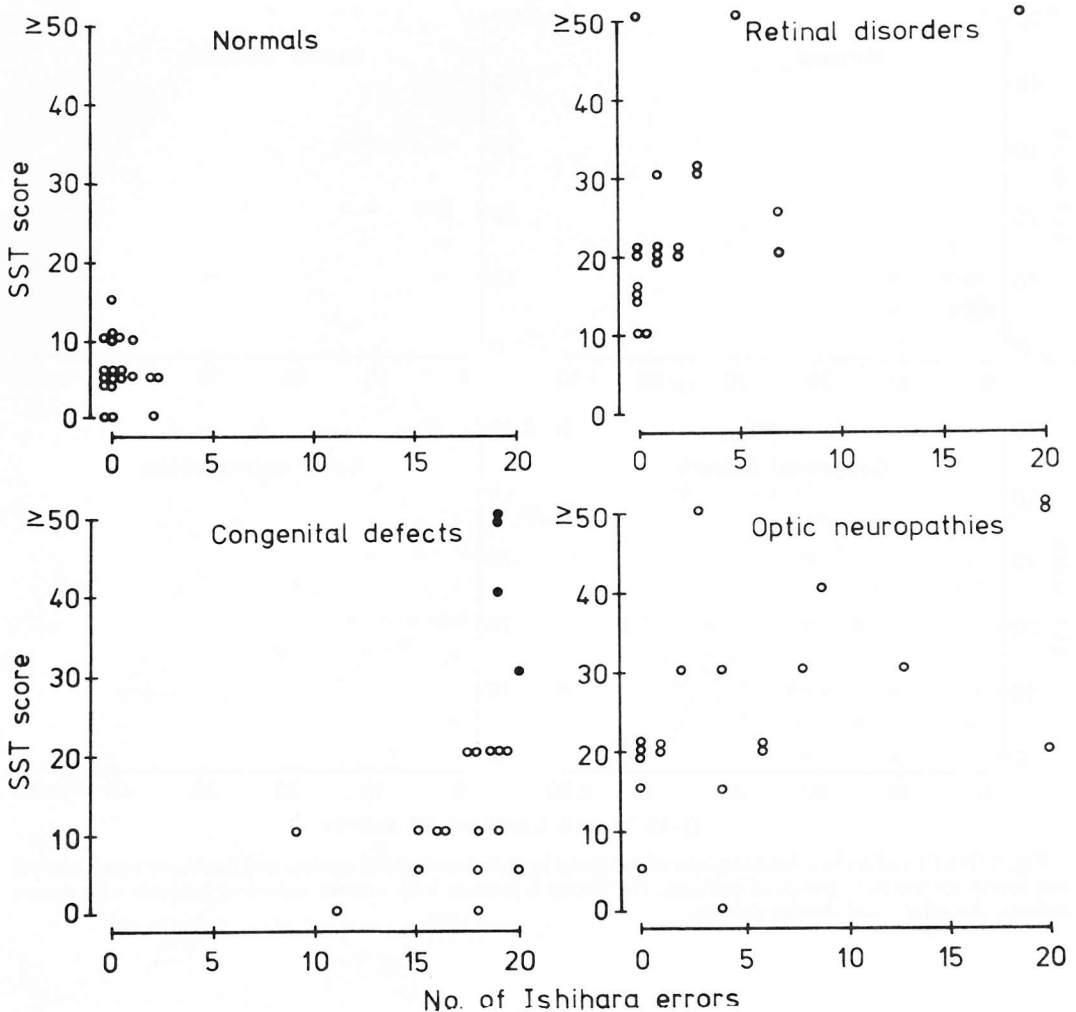 Normals
≥50
40
30
20
10
0
SST score
0 5 10 15 20
Retinal disorders
≥50
40
30
20
10
0
0 5 10 15 20
Congenital defects
≥50
40
30
20
10
0
SST score
0 5 10 15 20
Optic neuropathies
≥50
40
30
20
10
0
0 5 10 15 20
No. of Ishihara errors